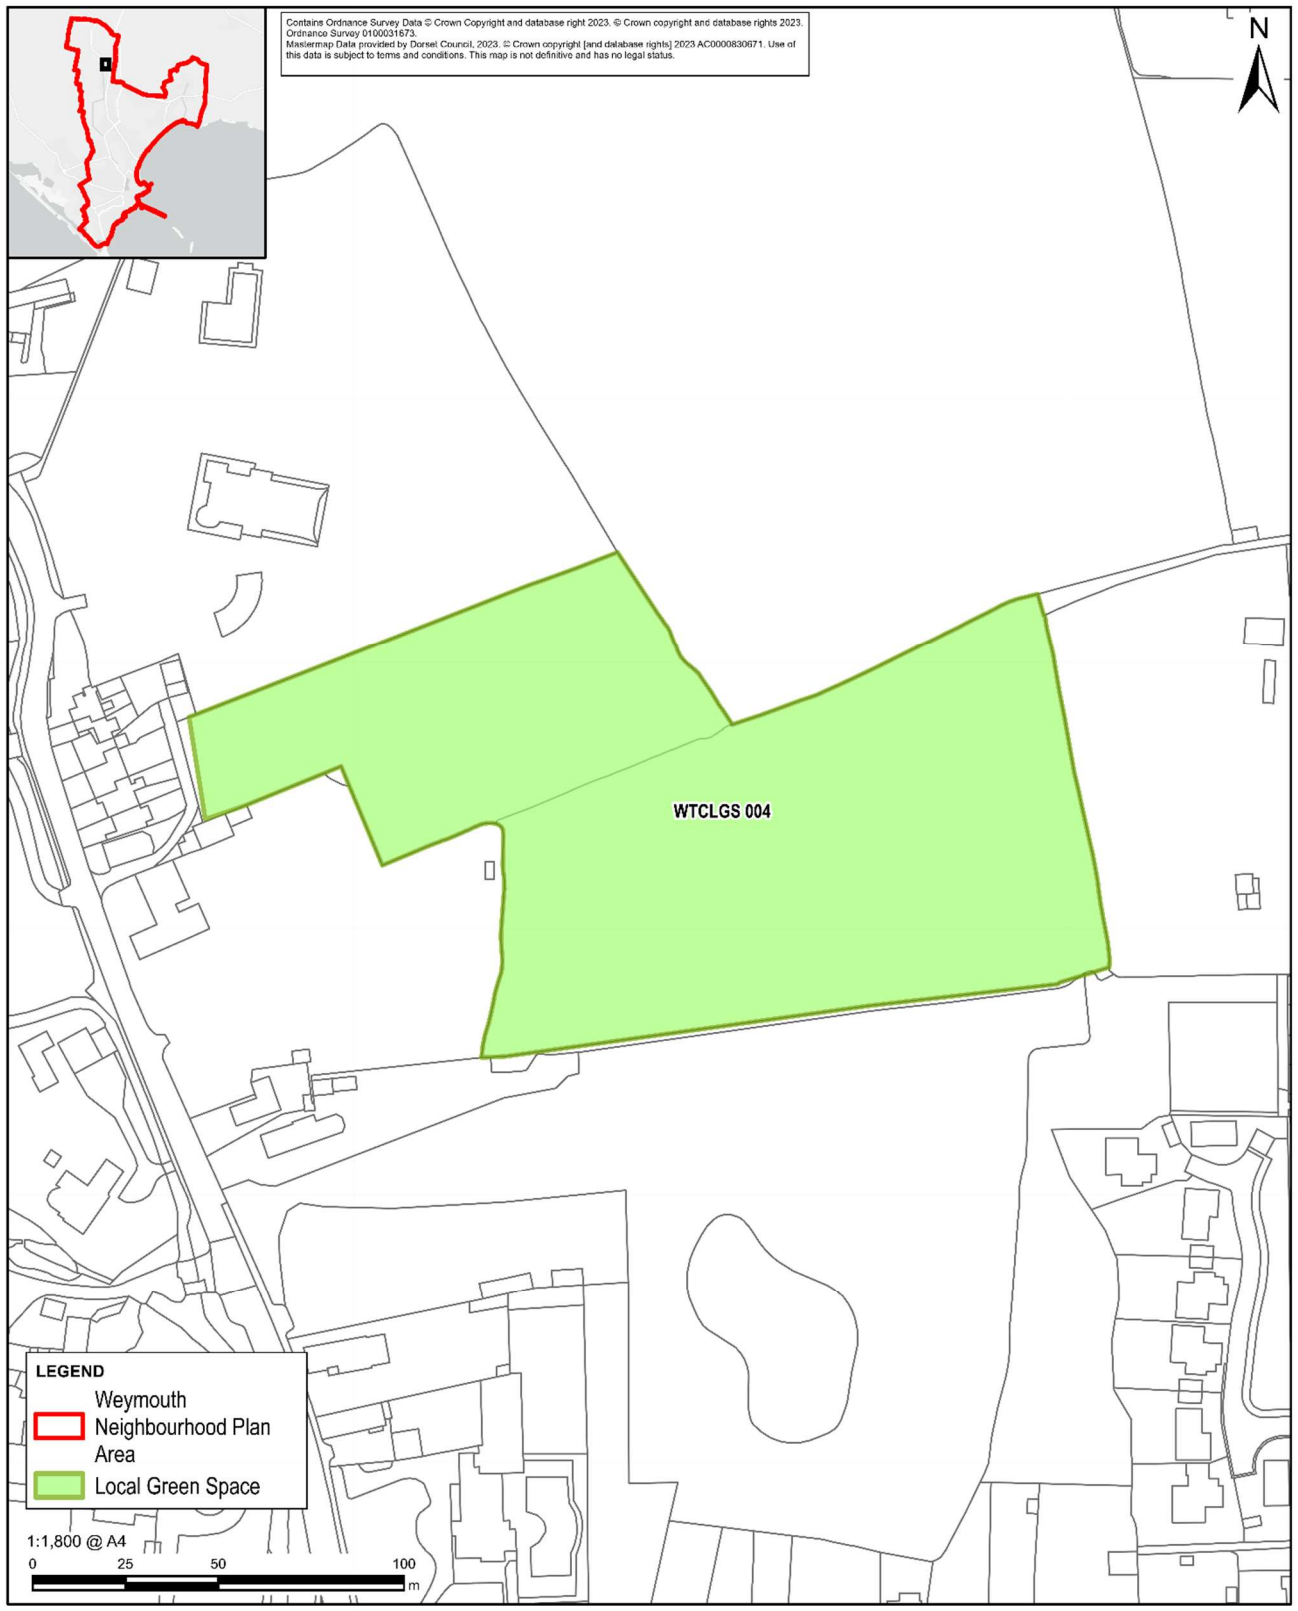 Contains Ordnance Survey Data © Crown Copyright and database right 2023. © Crown copyright and database rights 2023.
Ordnance Survey 0100031673.
Mastermap Data provided by Dorset Council, 2023. © Crown copyright [and database rights] 2023 AC0000830671. Use of
this data is subject to terms and conditions. This map is not definitive and has no legal status.
N
WTCLGS 004
LEGEND
Weymouth
Neighbourhood Plan
Area
Local Green Space
1:1,800 @ A4
0 25 50 100
m